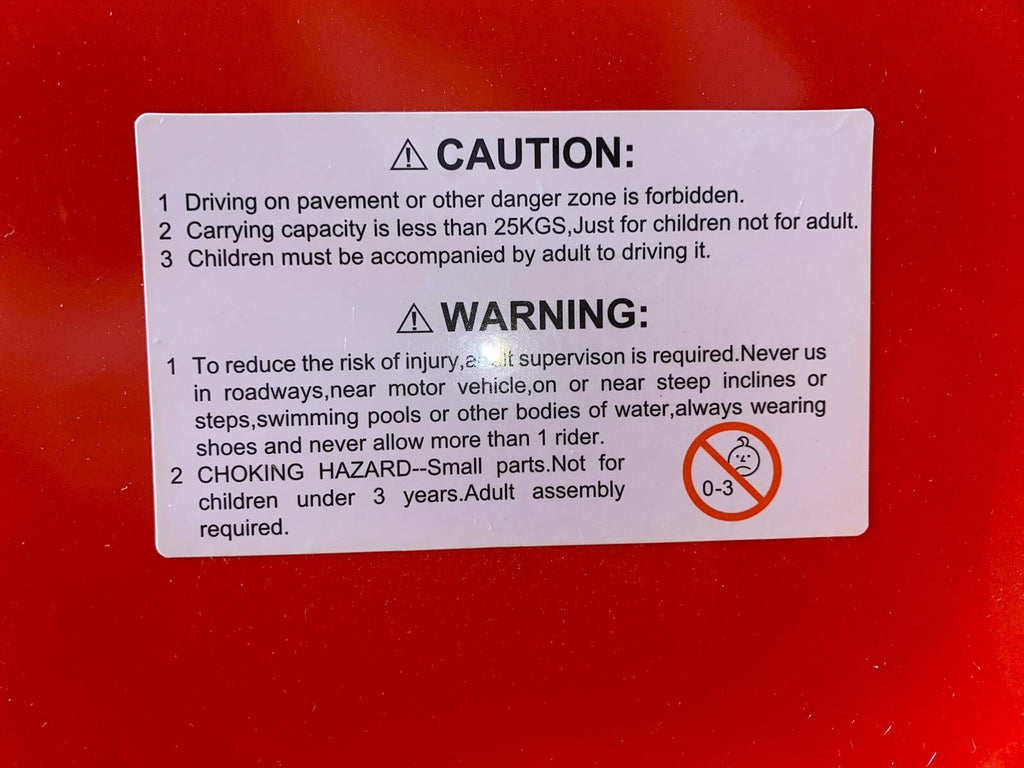 ⚠ CAUTION:
1 Driving on pavement or other danger zone is forbidden.
2 Carrying capacity is less than 25KGS,Just for children not for adult.
3 Children must be accompanied by adult to driving it.
⚠ WARNING:
1 To reduce the risk of injury,adult supervison is required.Never us
in roadways,near motor vehicle,on or near steep inclines or
steps,swimming pools or other bodies of water,always wearing
shoes and never allow more than 1 rider.
2 CHOKING HAZARD--Small parts.Not for
children under 3 years.Adult assembly
required.
0-3